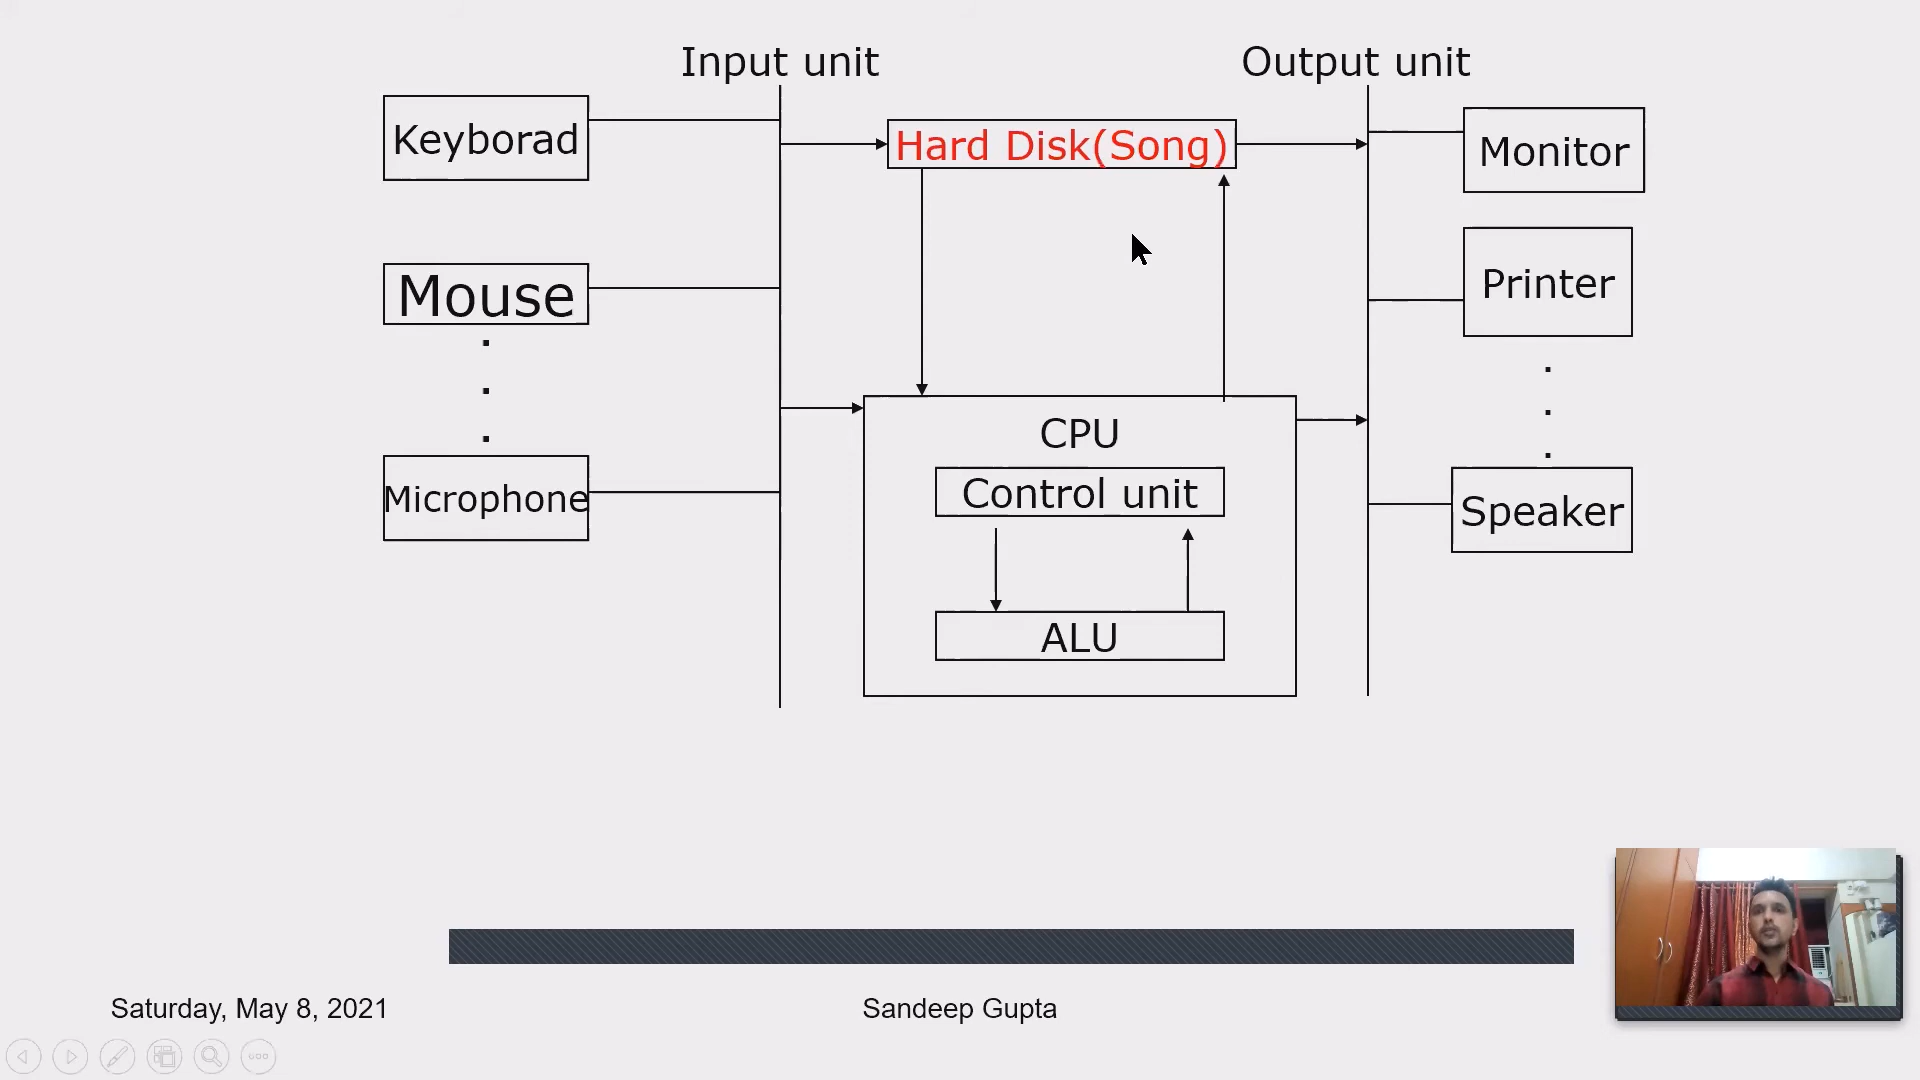 Input unit
Output unit
Keyborad
Hard Disk(Song)
Monitor
Mouse
Printer
.
.
.
.
.
.
CPU
Microphone
Control unit
Speaker
ALU
Saturday, May 8, 2021
Sandeep Gupta